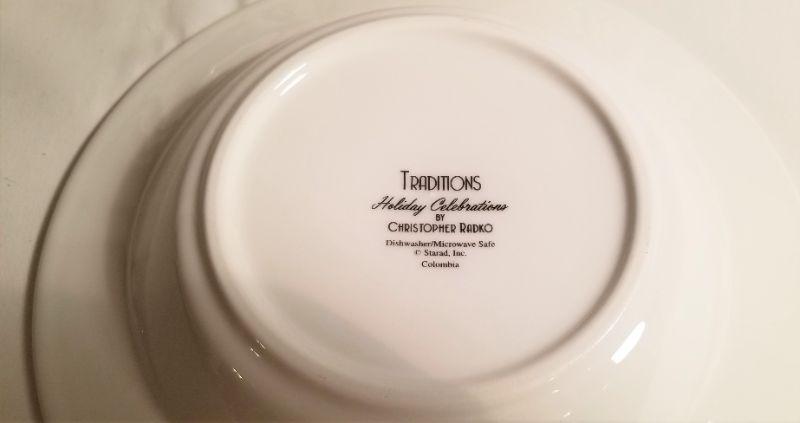 TRADITIONS
Holiday Celebrations
BY
CHRISTOPHER RADKO
Dishwasher/Microwave Safe
© Starad, Inc.
Colombia